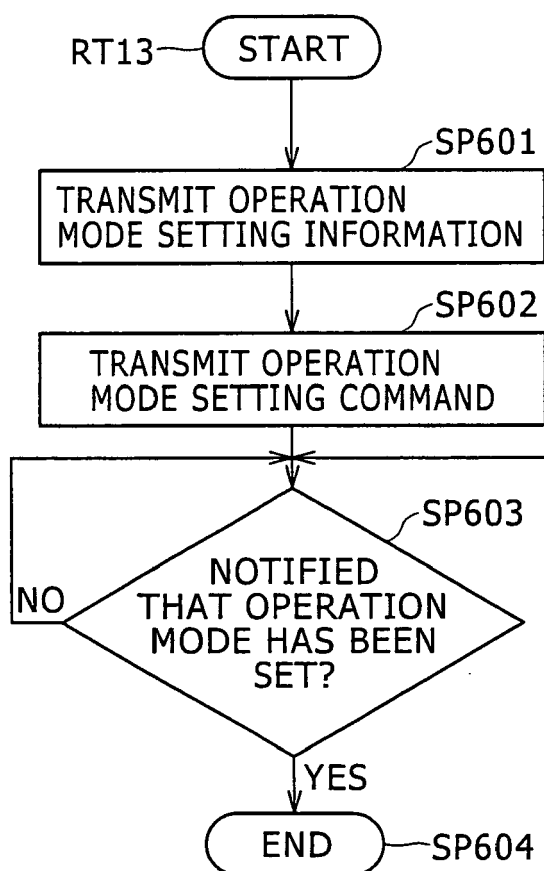 RT13
START
SP601
TRANSMIT OPERATION
MODE SETTING INFORMATION
SP602
TRANSMIT OPERATION
MODE SETTING COMMAND
SP603
NOTIFIED
THAT OPERATION
MODE HAS BEEN
SET?
NO
YES
END
SP604